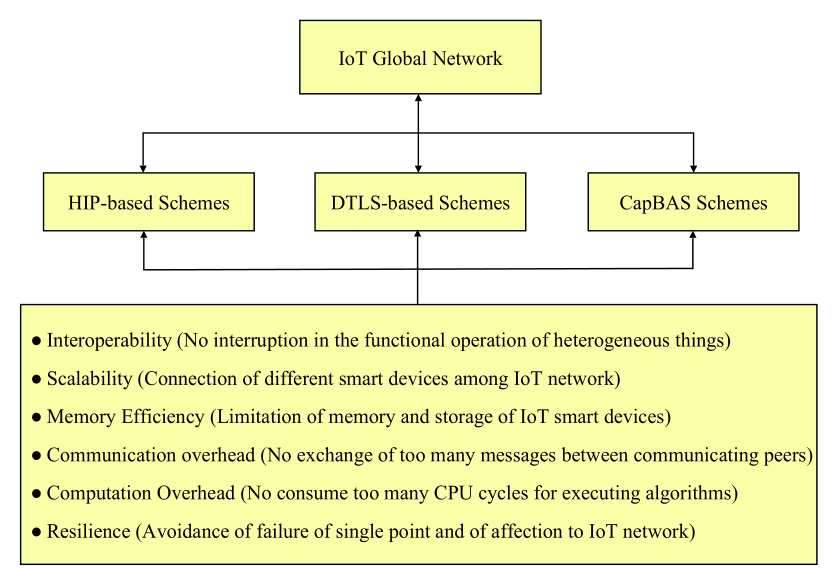 IoT Global Network
HIP-based Schemes
DTLS-based Schemes
CapBAS Schemes
● Interoperability (No interruption in the functional operation of heterogeneous things)
● Scalability (Connection of different smart devices among IoT network)
● Memory Efficiency (Limitation of memory and storage of IoT smart devices)
● Communication overhead (No exchange of too many messages between communicating peers)
● Computation Overhead (No consume too many CPU cycles for executing algorithms)
● Resilience (Avoidance of failure of single point and of affection to IoT network)